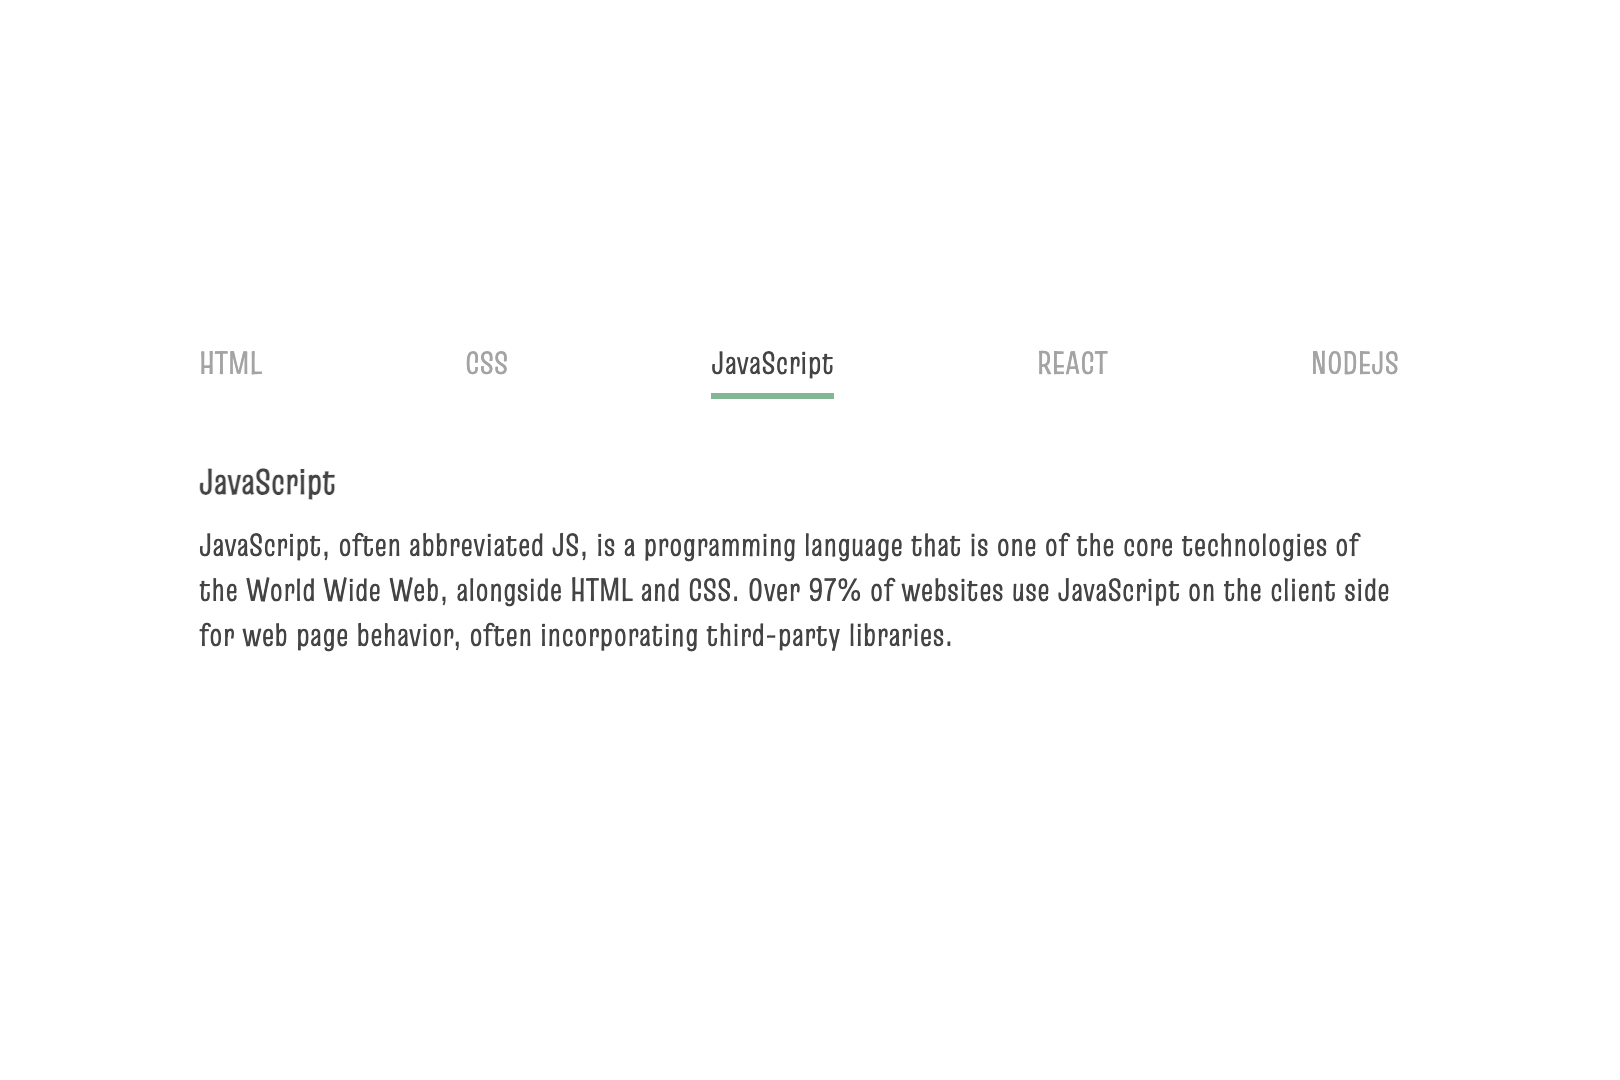 HTML CSS JavaScript REACT NODEJS
JavaScript
JavaScript, often abbreviated JS, is a programming language that is one of the core technologies of
the World Wide Web, alongside HTML and CSS. Over 97% of websites use JavaScript on the client side
for web page behavior, often incorporating third-party libraries.